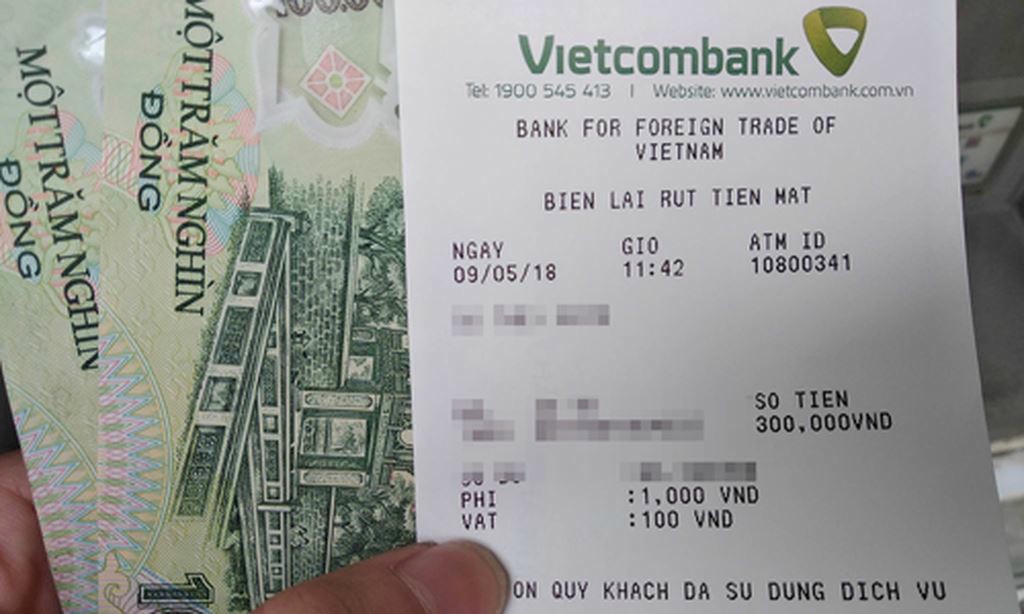 MỘT TRĂM NGHÌN
ĐỒNG
MỘT TRĂM NGHÌN
ĐỒNG
Vietcombank
Tel: 1900 545 413 | Website: www.vietcombank.com.vn
BANK FOR FOREIGN TRADE OF
VIETNAM
BIEN LAI RUT TIEN MAT
NGAY GIO ATM ID
09/05/18 11:42 10800341
SO TIEN
300,000VND
PHI :1,000 VND
VAT :100 VND
ON QUY KHACH DA SU DUNG DICH VU